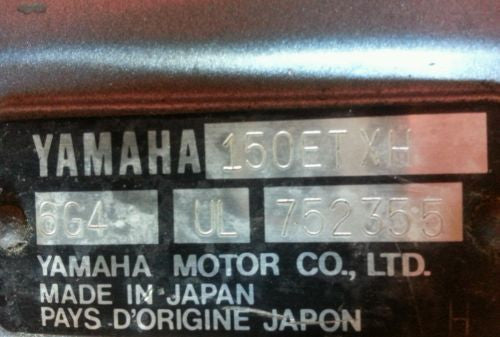 YAMAHA 150ETXH
6G4 UL 752355
YAMAHA MOTOR CO., LTD.
MADE IN JAPAN
PAYS D'ORIGINE JAPON H